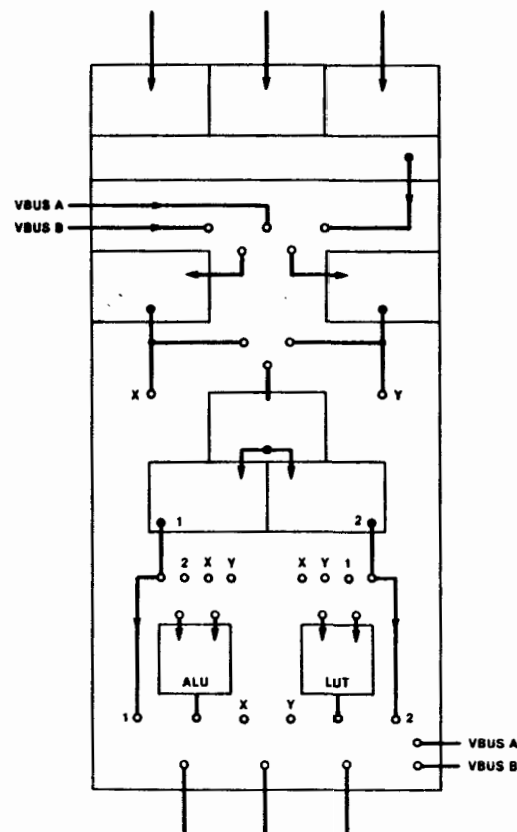 VBUS A
VBUS B
X Y
1 2
2 X Y X Y 1
ALU LUT
1 X Y 2
VBUS A
VBUS B